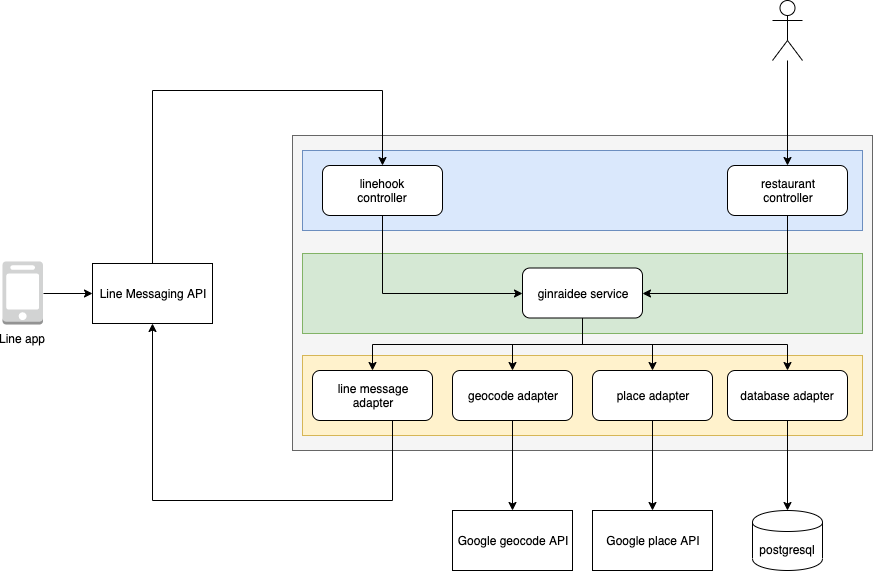 linehook
controller
restaurant
controller
Line Messaging API
ginraidee service
Line app
line message
adapter
geocode adapter
place adapter
database adapter
Google geocode API
Google place API
postgresql